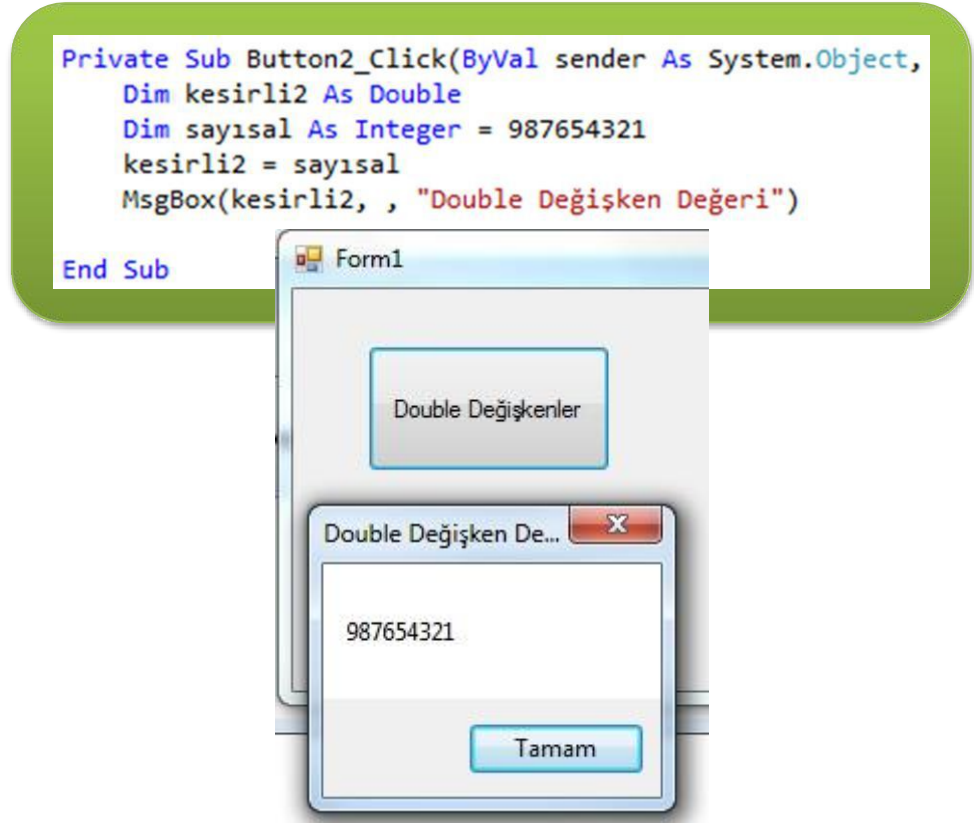 Private Sub Button2_Click(ByVal sender As System.Object,
Dim kesirli2 As Double
Dim sayısal As Integer = 987654321
kesirli2 = sayısal
MsgBox(kesirli2, , "Double Değişken Değeri")
End Sub
Form1
Double Değişkenler
Double Değişken De...
987654321
Tamam